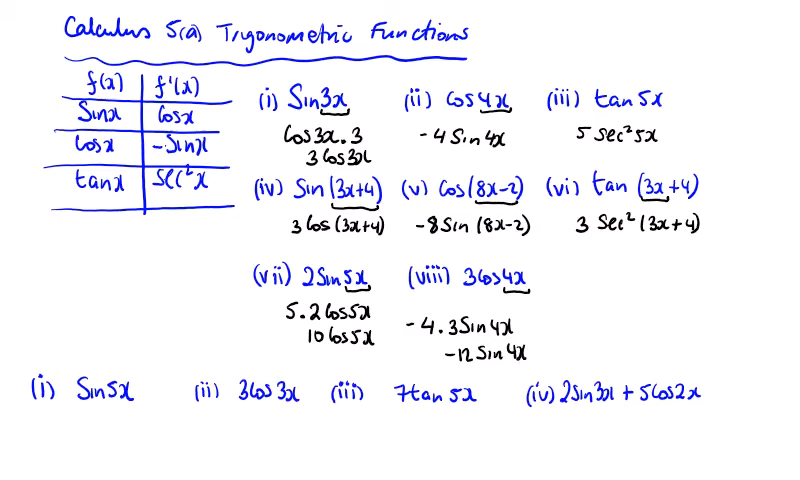 Calculus 5(a) Trigonometric Functions
f(x) f'(x)
Sinx Cosx
Cosx -Sinx
tanx Sec²x
(i) Sin3x (ii) Cos4x (iii) tan5x
Cos3x.3 -4Sin4x 5Sec²5x
3Cos3x
(iv) Sin(3x+4) (v) Cos(8x-2) (vi) tan(3x+4)
3Cos(3x+4) -8Sin(8x-2) 3Sec²(3x+4)
(vii) 2Sin5x (viii) 3Cos4x
5.2Cos5x -4.3Sin4x
10Cos5x -12Sin4x
(i) Sin5x (ii) 3Cos3x (iii) 7tan5x (iv) 2Sin3x + 5Cos2x